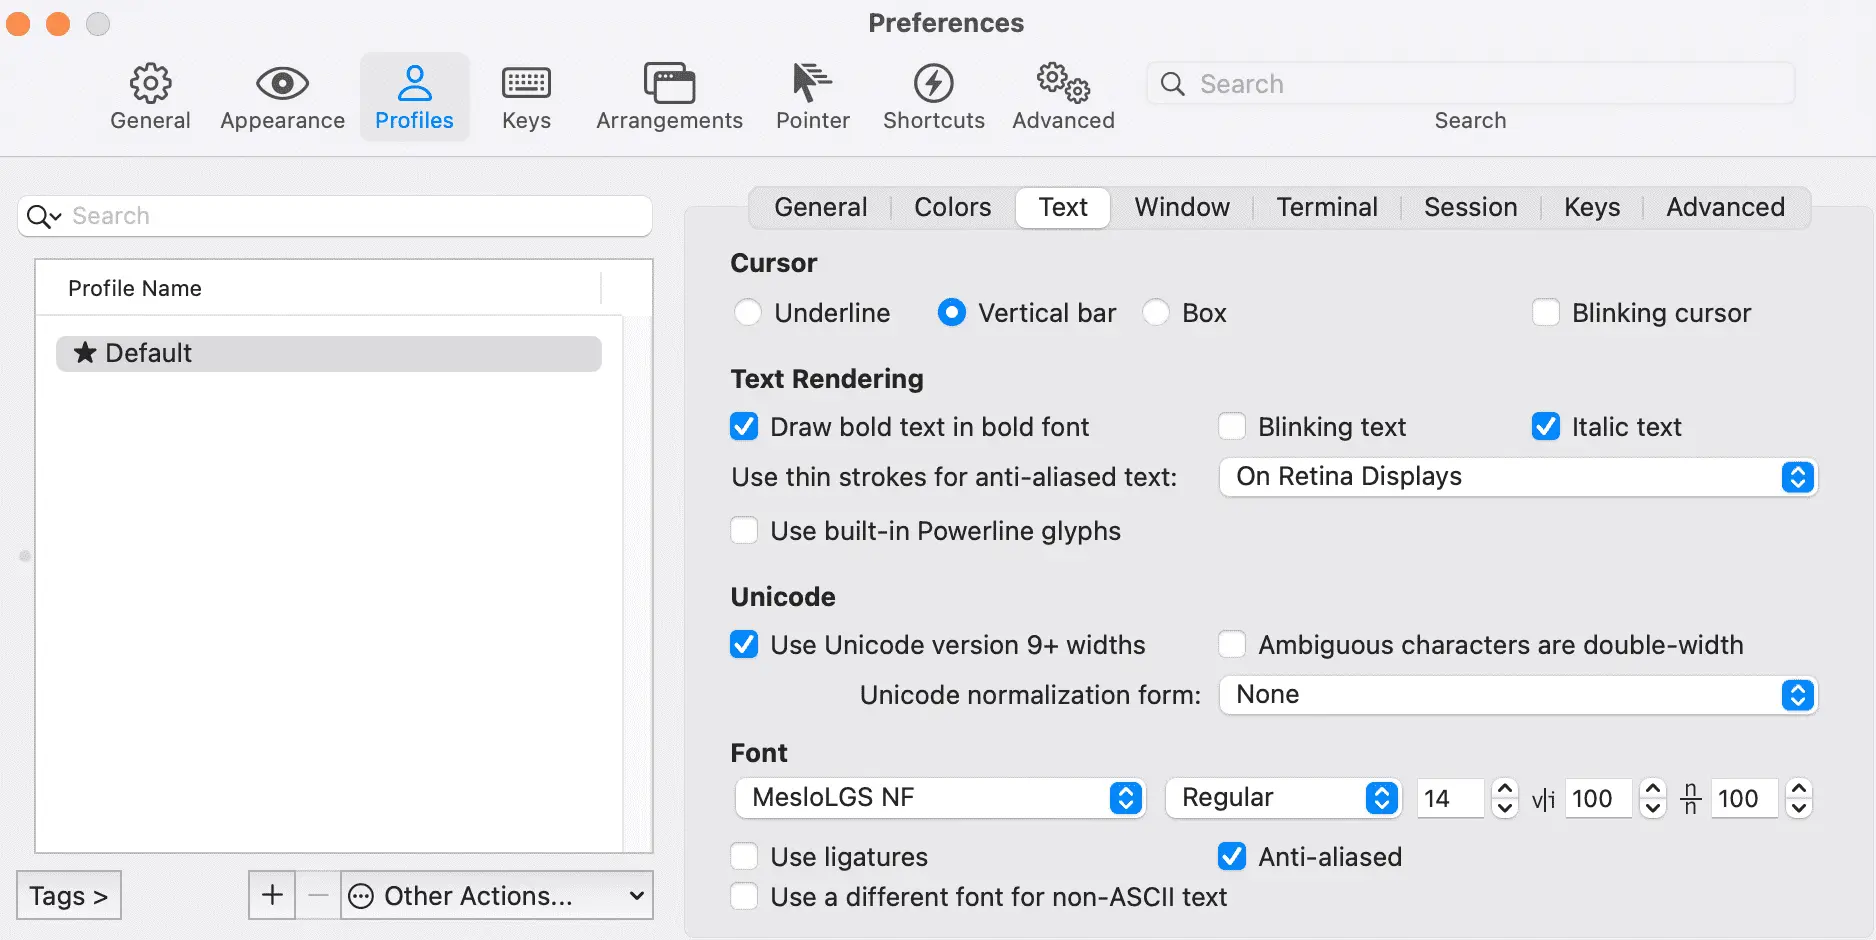 Preferences
General Appearance Profiles Keys Arrangements Pointer Shortcuts Advanced Search
Search
Search
Profile Name
★ Default
Tags >
+ − Other Actions...
General Colors Text Window Terminal Session Keys Advanced
Cursor
Underline Vertical bar Box Blinking cursor
Text Rendering
Draw bold text in bold font Blinking text Italic text
Use thin strokes for anti-aliased text: On Retina Displays
Use built-in Powerline glyphs
Unicode
Use Unicode version 9+ widths Ambiguous characters are double-width
Unicode normalization form: None
Font
MesloLGS NF Regular 14 v|i 100 n/n 100
Use ligatures Anti-aliased
Use a different font for non-ASCII text